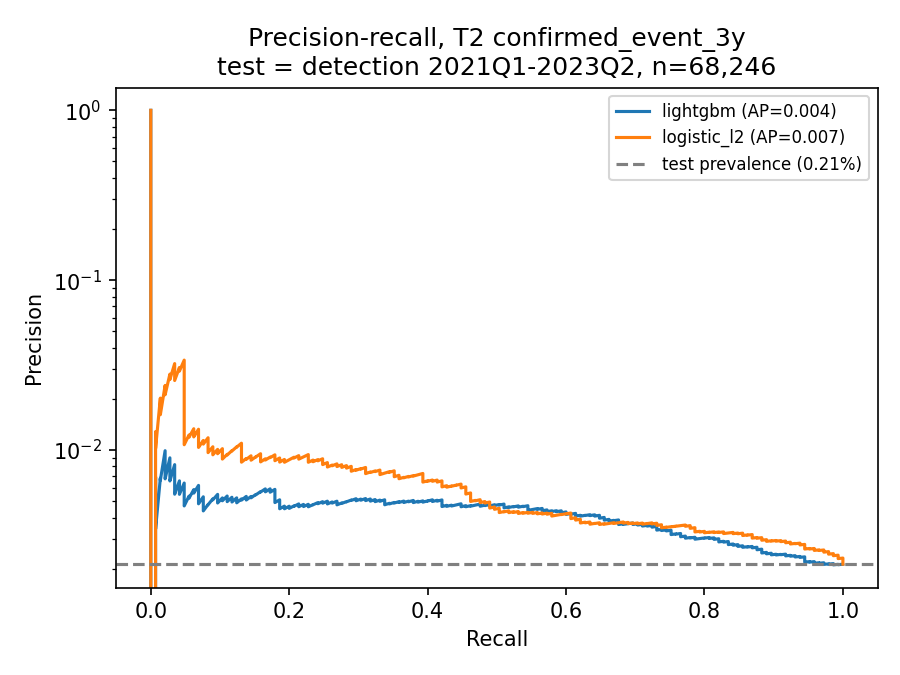 Precision-recall, T2 confirmed_event_3y
test = detection 2021Q1-2023Q2, n=68,246
lightgbm (AP=0.004)
logistic_l2 (AP=0.007)
test prevalence (0.21%)
Precision
10⁰
10⁻¹
10⁻²
0.0 0.2 0.4 0.6 0.8 1.0
Recall